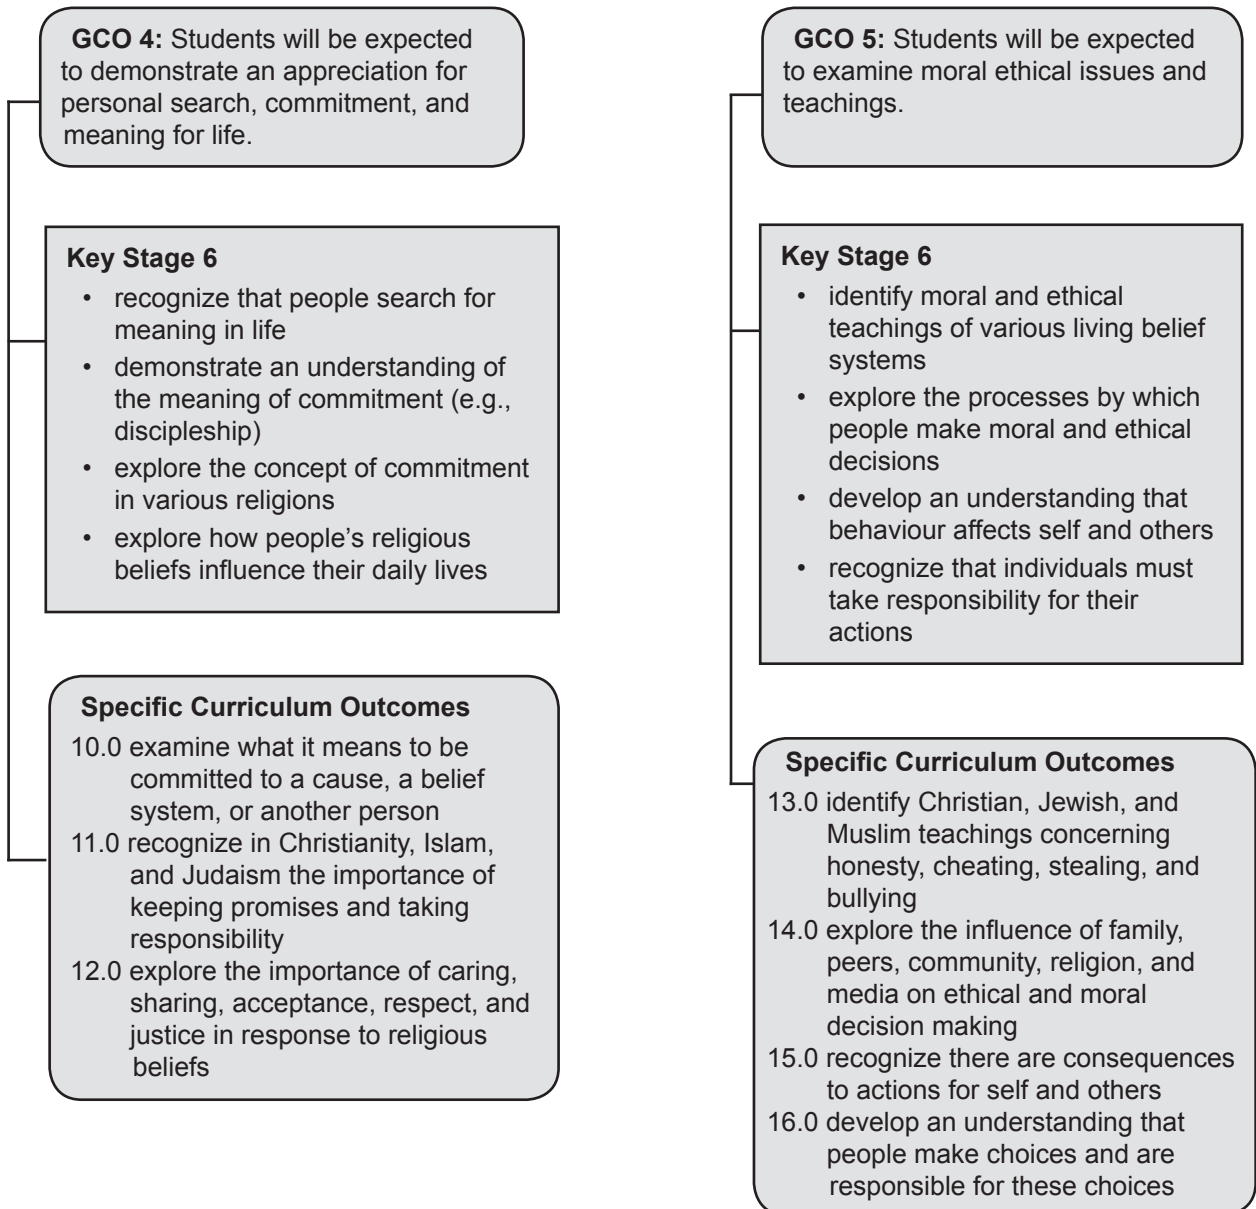 GCO 4: Students will be expected
to demonstrate an appreciation for
personal search, commitment, and
meaning for life.
Key Stage 6
• recognize that people search for
meaning in life
• demonstrate an understanding of
the meaning of commitment (e.g.,
discipleship)
• explore the concept of commitment
in various religions
• explore how people's religious
beliefs influence their daily lives
Specific Curriculum Outcomes
10.0 examine what it means to be
committed to a cause, a belief
system, or another person
11.0 recognize in Christianity, Islam,
and Judaism the importance of
keeping promises and taking
responsibility
12.0 explore the importance of caring,
sharing, acceptance, respect, and
justice in response to religious
beliefs
GCO 5: Students will be expected
to examine moral ethical issues and
teachings.
Key Stage 6
• identify moral and ethical
teachings of various living belief
systems
• explore the processes by which
people make moral and ethical
decisions
• develop an understanding that
behaviour affects self and others
• recognize that individuals must
take responsibility for their
actions
Specific Curriculum Outcomes
13.0 identify Christian, Jewish, and
Muslim teachings concerning
honesty, cheating, stealing, and
bullying
14.0 explore the influence of family,
peers, community, religion, and
media on ethical and moral
decision making
15.0 recognize there are consequences
to actions for self and others
16.0 develop an understanding that
people make choices and are
responsible for these choices